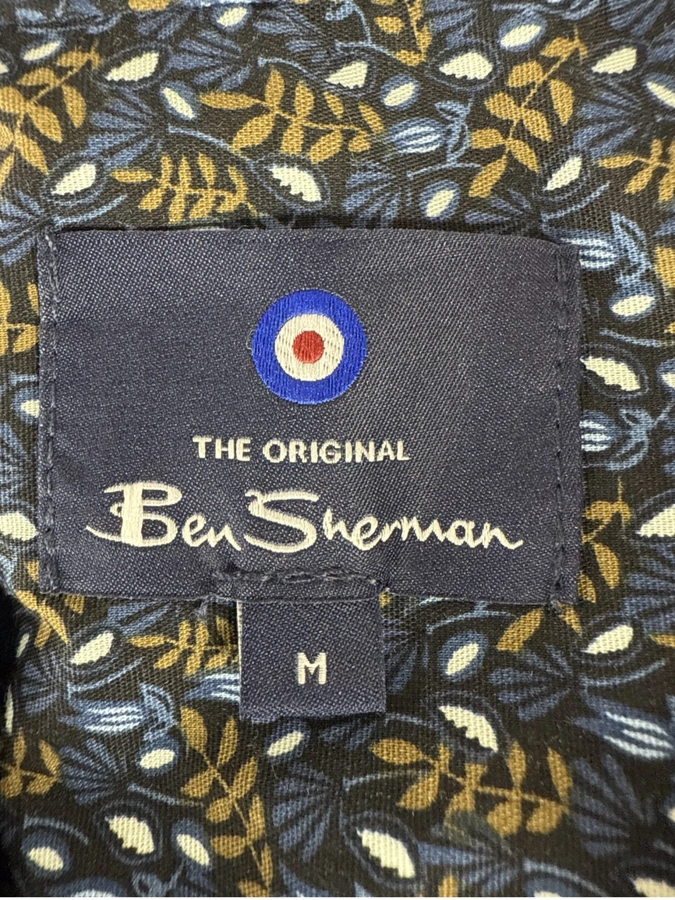 THE ORIGINAL
Ben Sherman
M